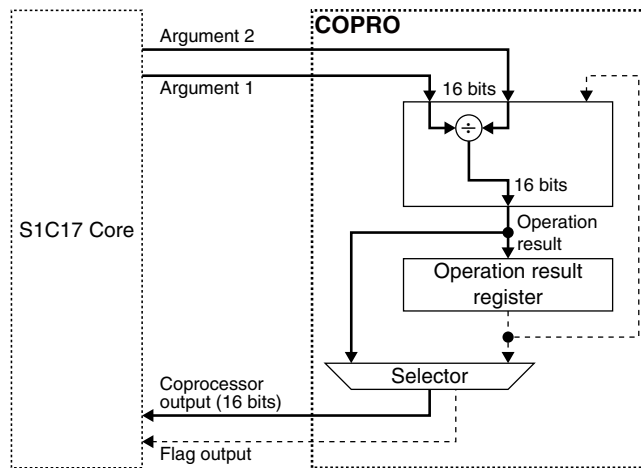 COPRO
Argument 2
Argument 1
16 bits
÷
16 bits
S1C17 Core
Operation
result
Operation result
register
Selector
Coprocessor
output (16 bits)
Flag output